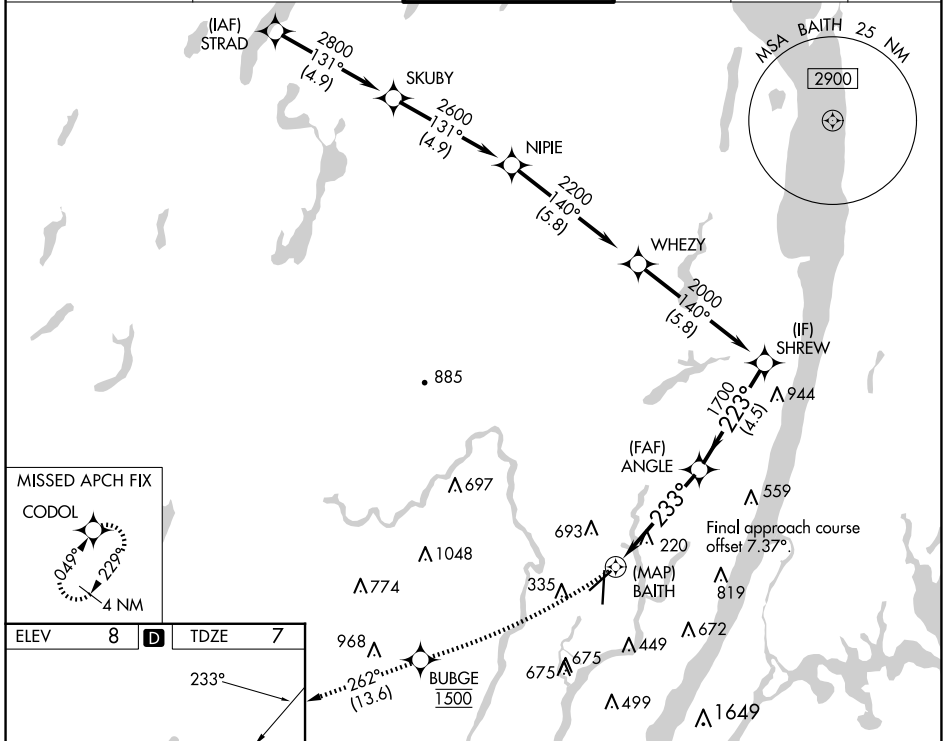 (IAF)
STRAD
2800
131°
(4.9)
SKUBY
2600
131°
(4.9)
NIPIE
2200
140°
(5.8)
WHEZY
2000
140°
(5.8)
(IF)
SHREW
MSA BAITH 25 NM
2900
885
944
1700
223°
(4.5)
(FAF)
ANGLE
233°
697
559
693
220
Final approach course
offset 7.37°.
(MAP)
BAITH
1048
774
335
819
672
449
968
675
675
499
1649
BUBGE
1500
262°
(13.6)
MISSED APCH FIX
CODOL
049°
229°
4 NM
ELEV 8 D TDZE 7
233°